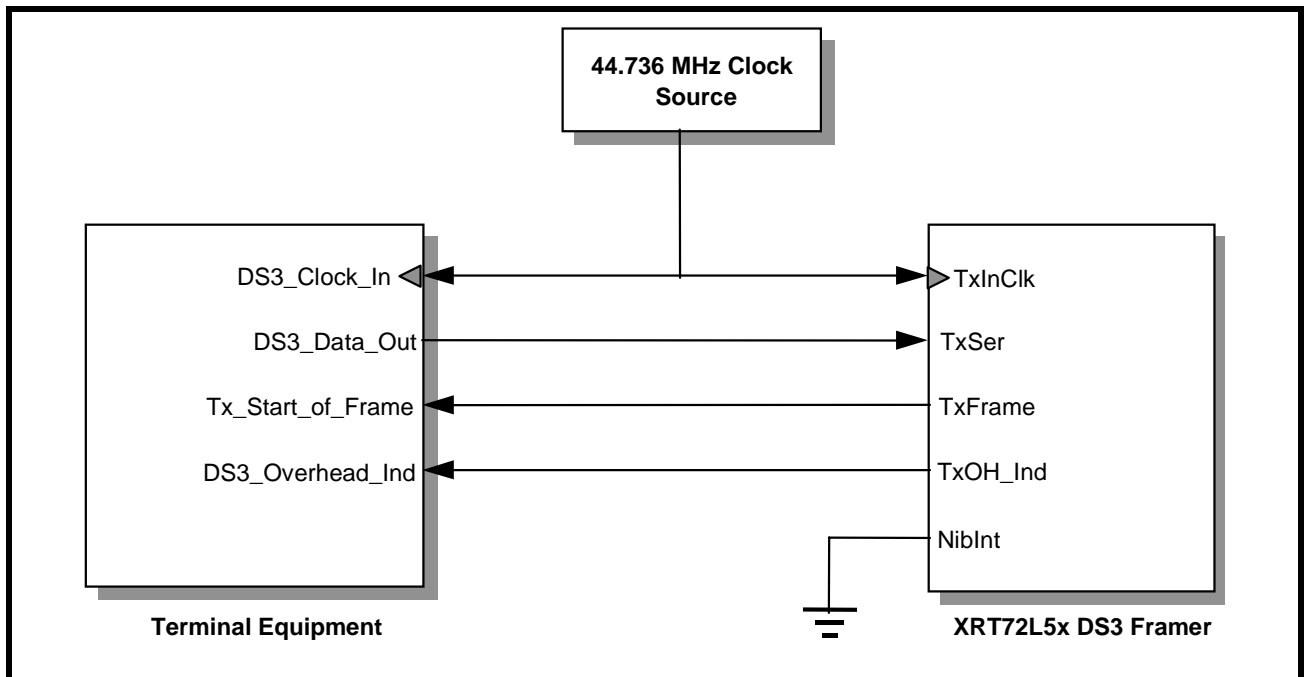 44.736 MHz Clock
Source
DS3_Clock_In
TxInClk
DS3_Data_Out
TxSer
Tx_Start_of_Frame
TxFrame
DS3_Overhead_Ind
TxOH_Ind
NibInt
Terminal Equipment
XRT72L5x DS3 Framer